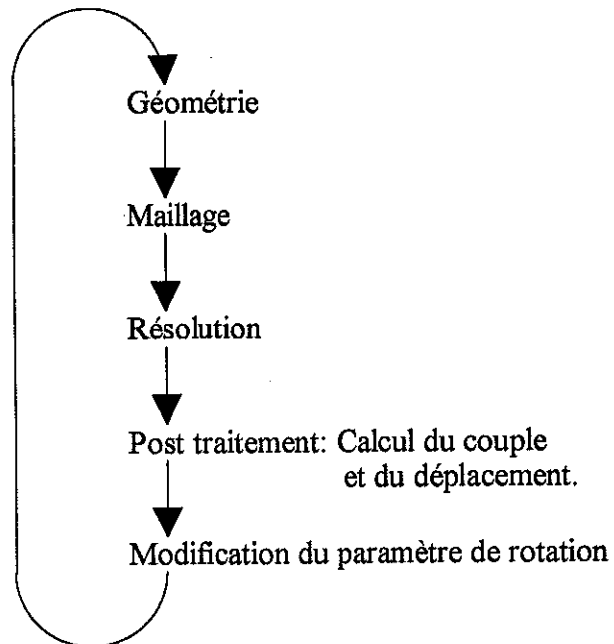 Géométrie
Maillage
Résolution
Post traitement: Calcul du couple
et du déplacement.
Modification du paramètre de rotation